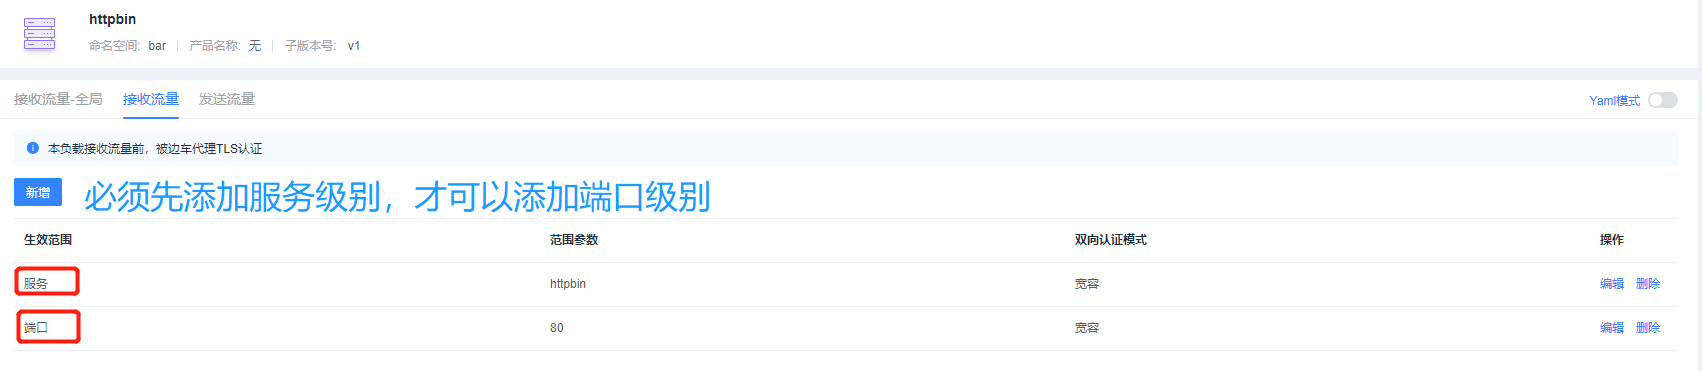 httpbin
命名空间: bar 产品名称: 无 子版本号: v1
接收流量-全局 接收流量 发送流量 Yaml模式
本负载接收流量前，被边车代理TLS认证
新增 必须先添加服务级别，才可以添加端口级别
生效范围 范围参数 双向认证模式 操作
服务 httpbin 宽容 编辑 删除
端口 80 宽容 编辑 删除